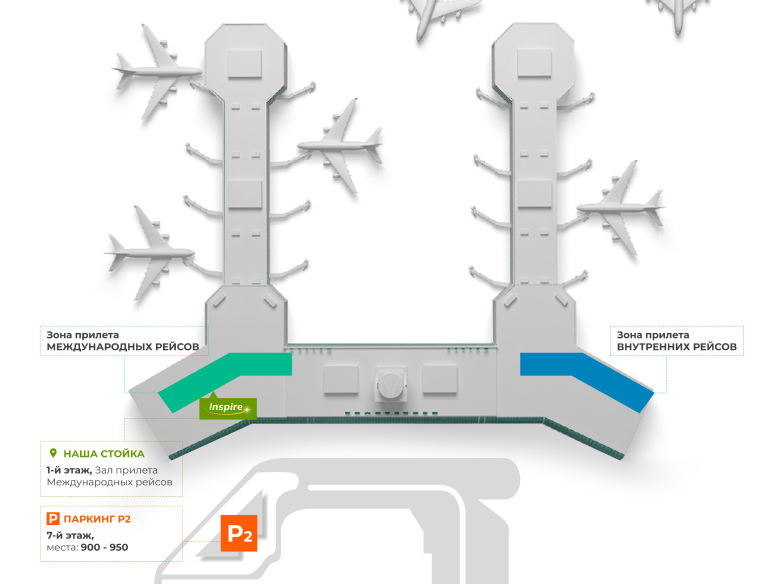 Зона прилета
МЕЖДУНАРОДНЫХ РЕЙСОВ
Зона прилета
ВНУТРЕННИХ РЕЙСОВ
Inspire
НАША СТОЙКА
1-й этаж, Зал прилета
Международных рейсов
P ПАРКИНГ P2
7-й этаж,
места: 900 - 950
P2